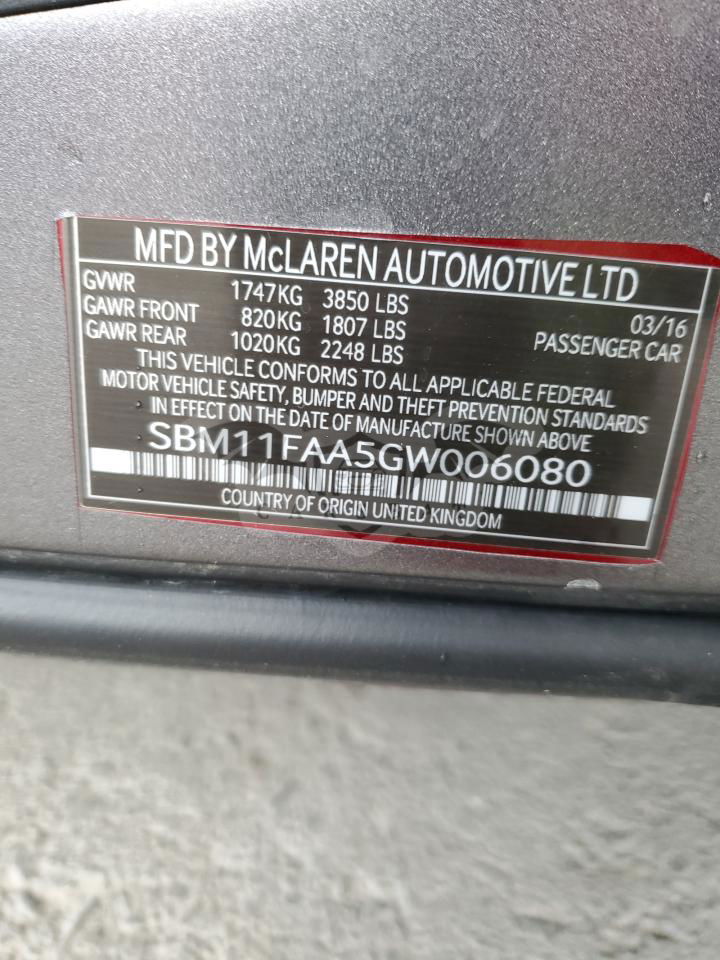 MFD BY McLAREN AUTOMOTIVE LTD
GVWR 1747KG 3850 LBS 03/16
GAWR FRONT 820KG 1807 LBS PASSENGER CAR
GAWR REAR 1020KG 2248 LBS
THIS VEHICLE CONFORMS TO ALL APPLICABLE FEDERAL
MOTOR VEHICLE SAFETY, BUMPER AND THEFT PREVENTION STANDARDS
IN EFFECT ON THE DATE OF MANUFACTURE SHOWN ABOVE
SBM11FAA5GW006080
COUNTRY OF ORIGIN UNITED KINGDOM